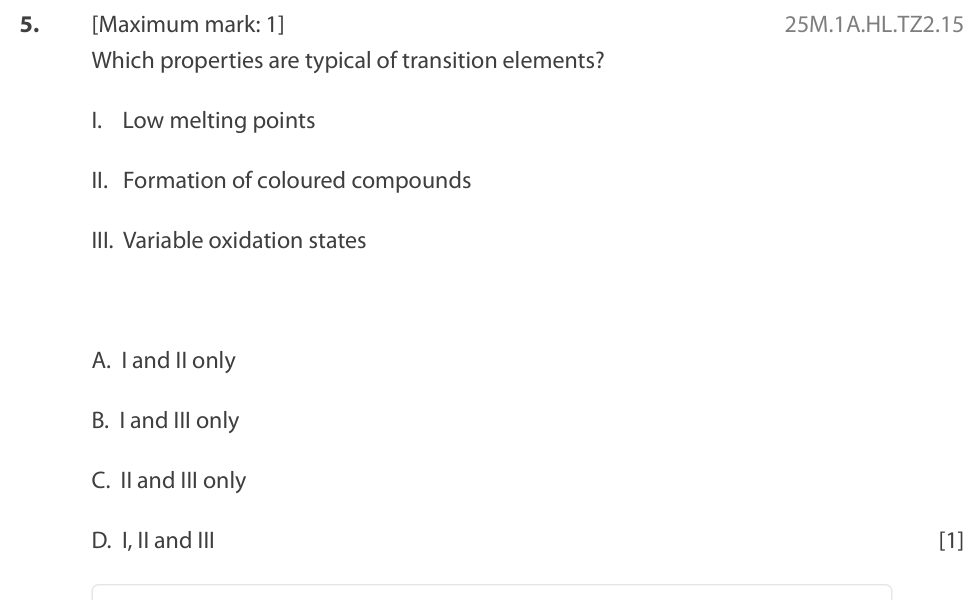 5. [Maximum mark: 1] 25M.1A.HL.TZ2.15
Which properties are typical of transition elements?
I. Low melting points
II. Formation of coloured compounds
III. Variable oxidation states
A. I and II only
B. I and III only
C. II and III only
D. I, II and III [1]